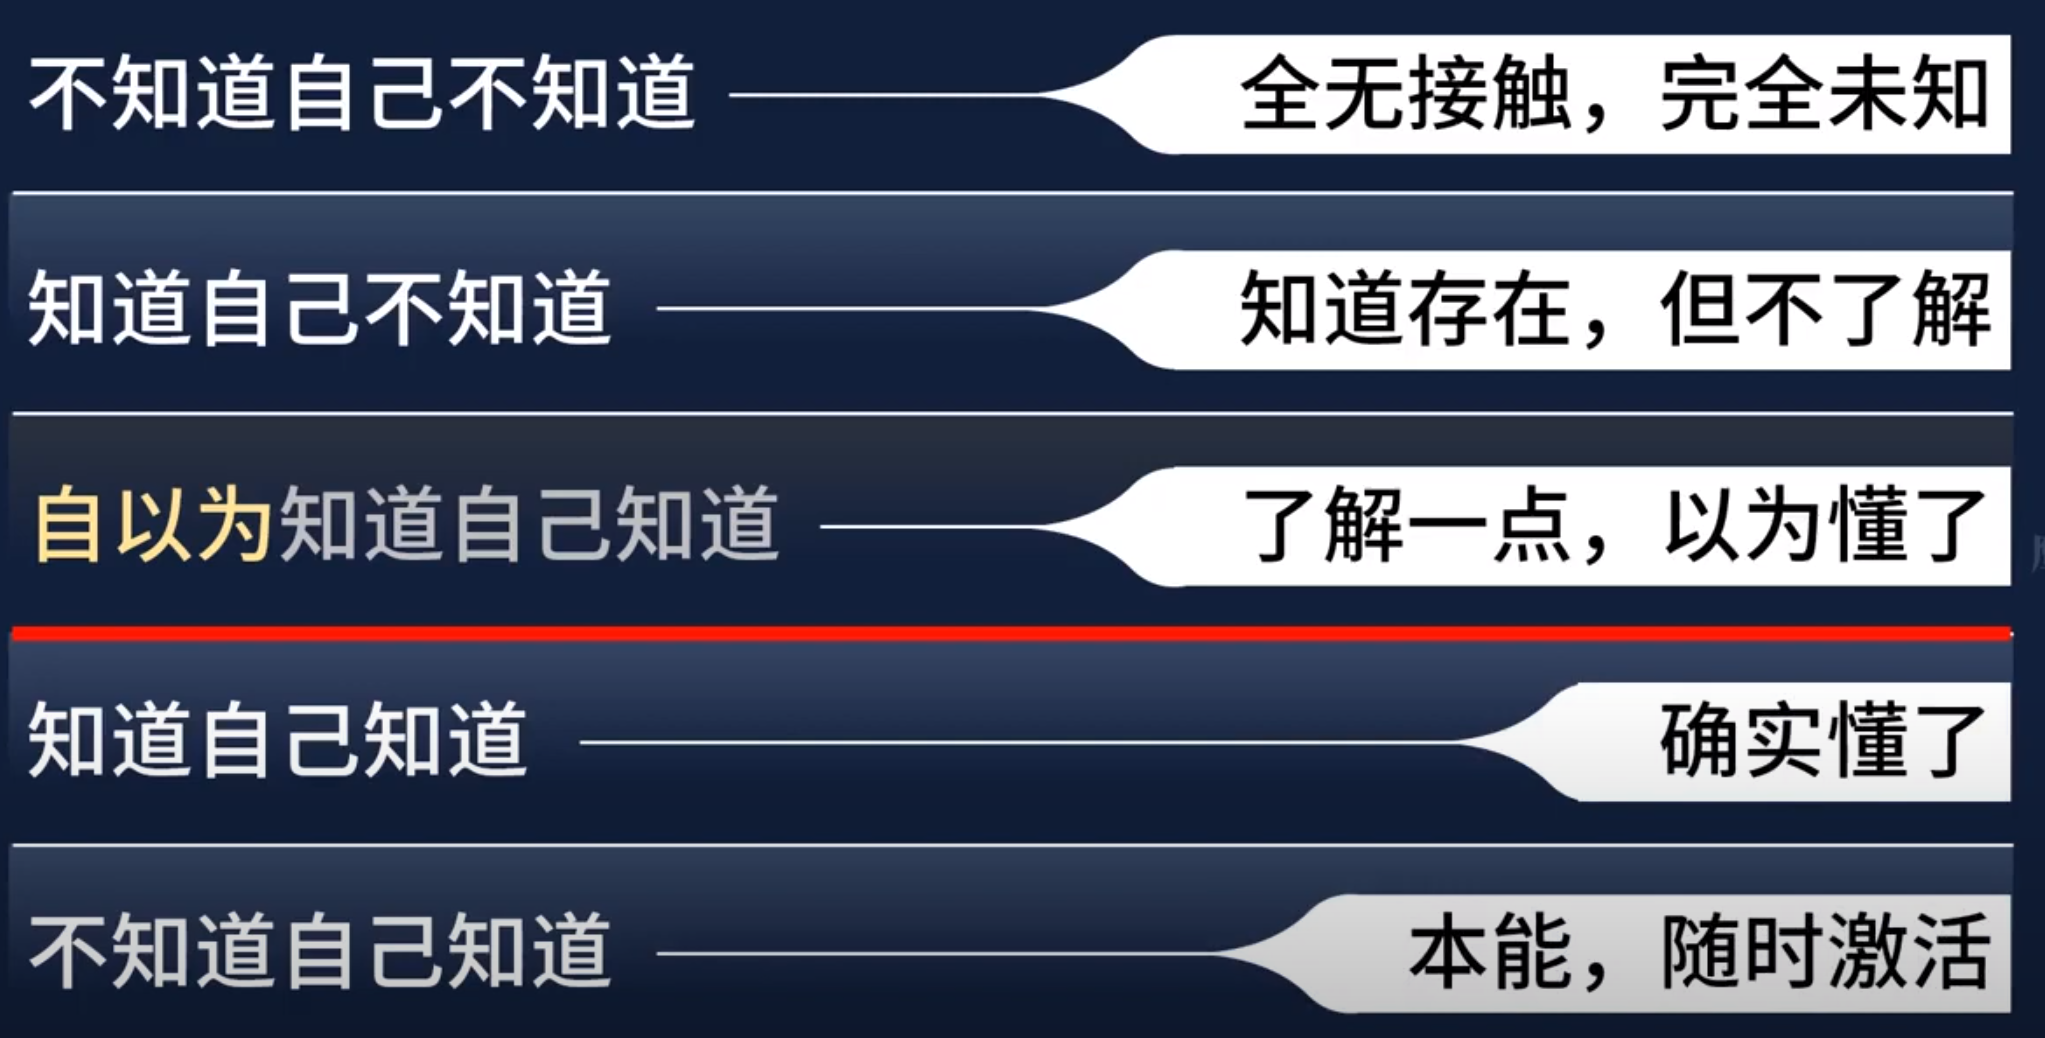 不知道自己不知道
全无接触，完全未知
知道自己不知道
知道存在，但不了解
自以为知道自己知道
了解一点，以为懂了
知道自己知道
确实懂了
不知道自己知道
本能，随时激活